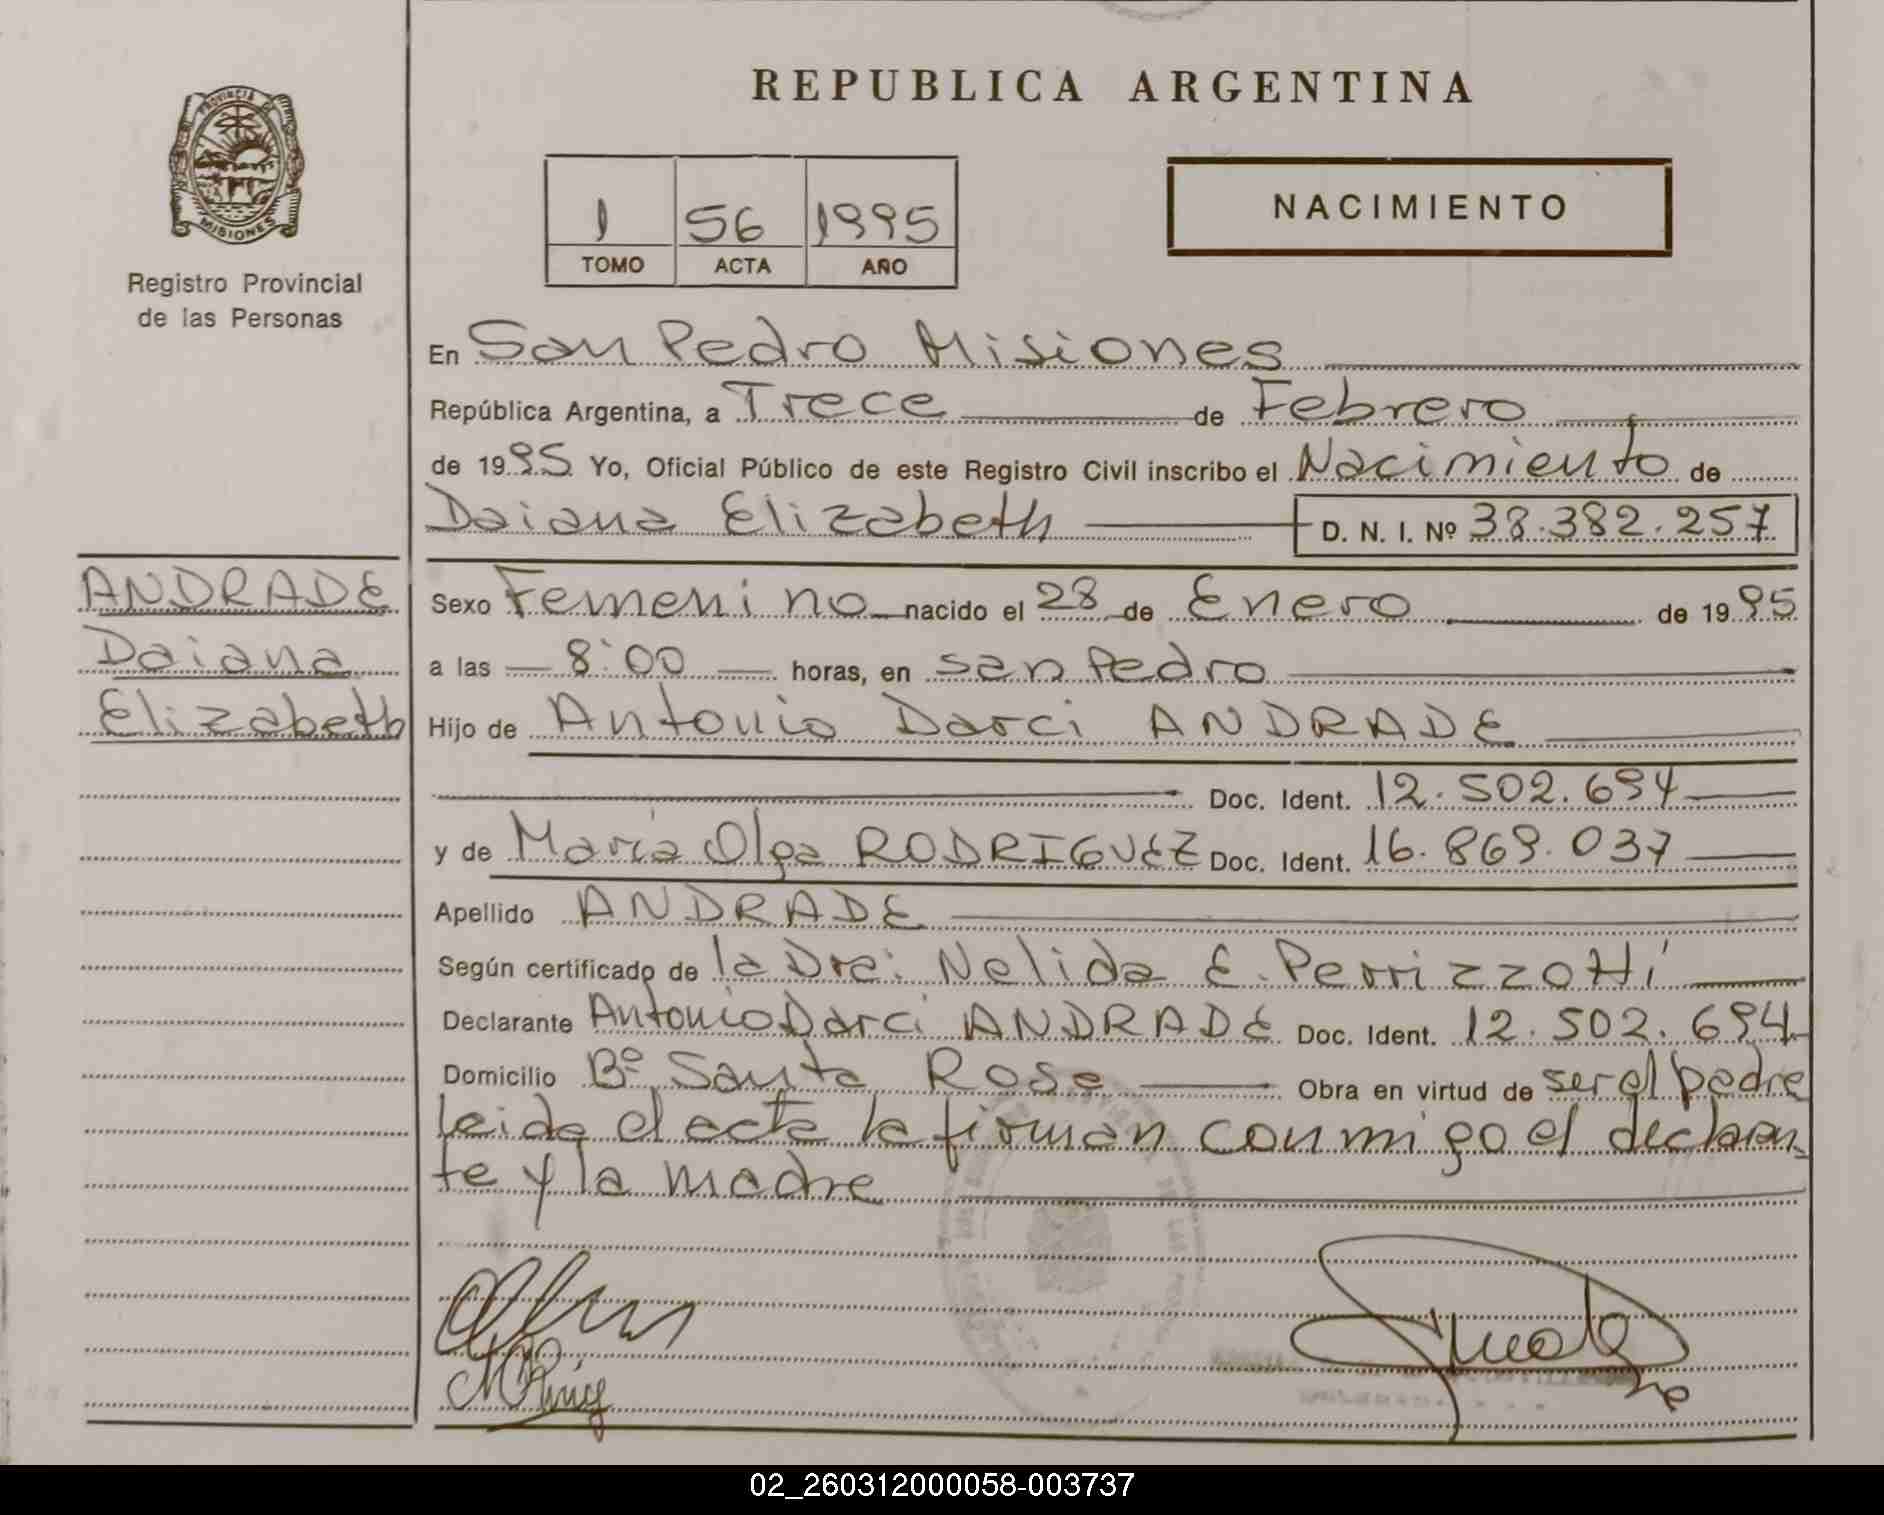 REPUBLICA ARGENTINA
PROVINCIA DE MISIONES
Registro Provincial
de las Personas
1 56 1995
TOMO ACTA AÑO
NACIMIENTO
En San Pedro Misiones
República Argentina, a Trece de Febrero
de 1995 Yo, Oficial Público de este Registro Civil inscribo el Nacimiento de
Daiana Elizabeth D. N. I. Nº 38.382.257
ANDRADE
Daiana
Elizabeth
Sexo Femenino nacido el 28 de Enero de 1995
a las 8:00 horas, en San Pedro
Hijo de Antonio Darci ANDRADE
Doc. Ident. 12.502.694
y de María Olga RODRIGUEZ Doc. Ident. 16.869.037
Apellido ANDRADE
Según certificado de la Dra: Nelida E. Perrizzotti
Declarante Antonio Darci ANDRADE Doc. Ident. 12.502.694
Domicilio Bº Santa Rosa Obra en virtud de ser el padre
leida el acta la firman conmigo el declaran-
te y la madre
02_260312000058-003737